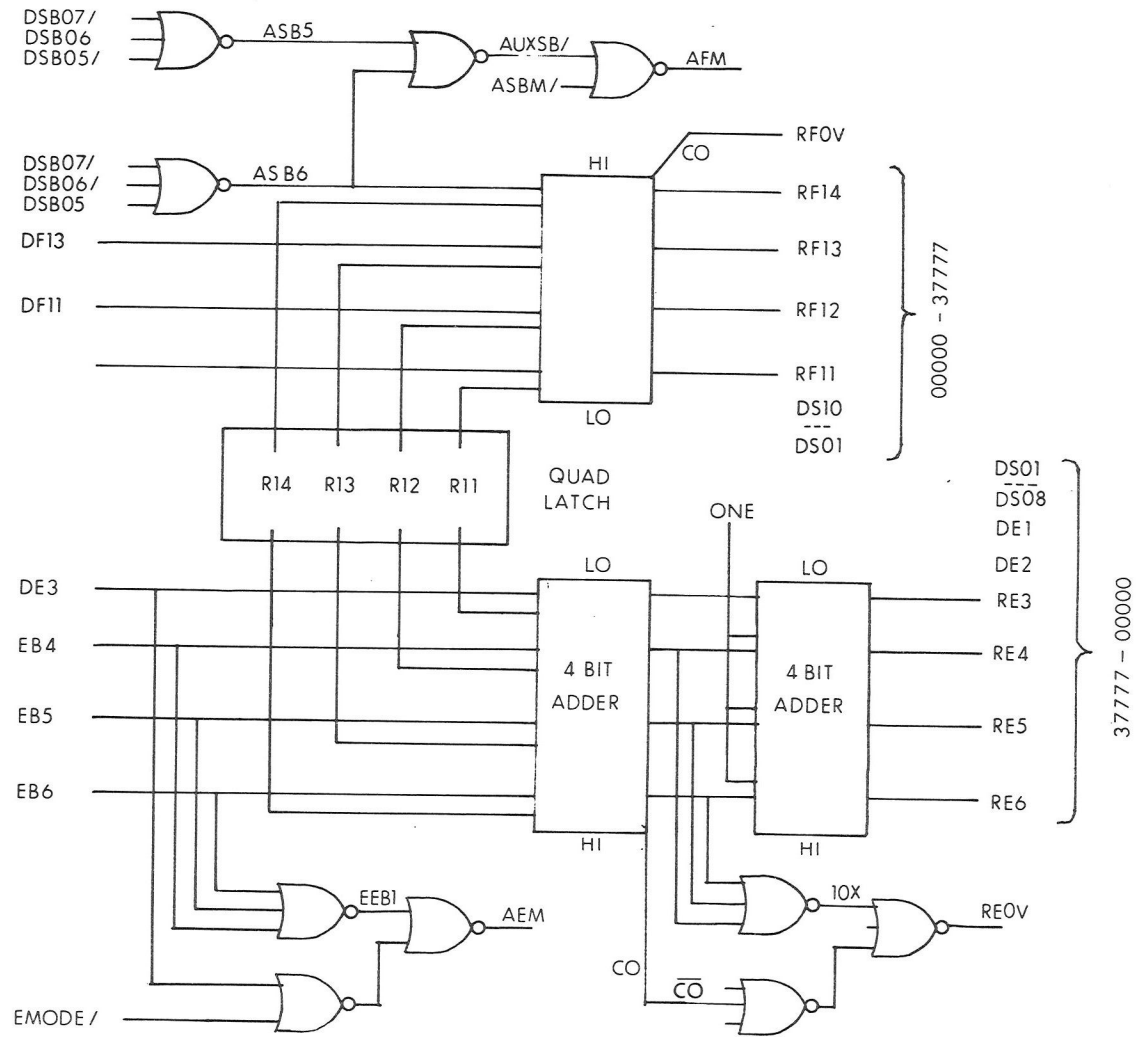 DSB07/
DSB06
DSB05/
ASB5
AUXSB/
ASBM/
AFM
DSB07/
DSB06/
DSB05
ASB6
HI
CO
RF0V
RF14
DF13
RF13
DF11
RF12
RF11
LO
DS10
---
DS01
00000 - 37777
R14 R13 R12 R11
QUAD
LATCH
ONE
DS01
---
DS08
DE1
DE2
DE3
LO
LO
RE3
EB4
RE4
4 BIT
ADDER
4 BIT
ADDER
EB5
RE5
EB6
RE6
37777 - 00000
HI
HI
EEB1
AEM
10X
RE0V
CO
C̅O̅
EMODE/